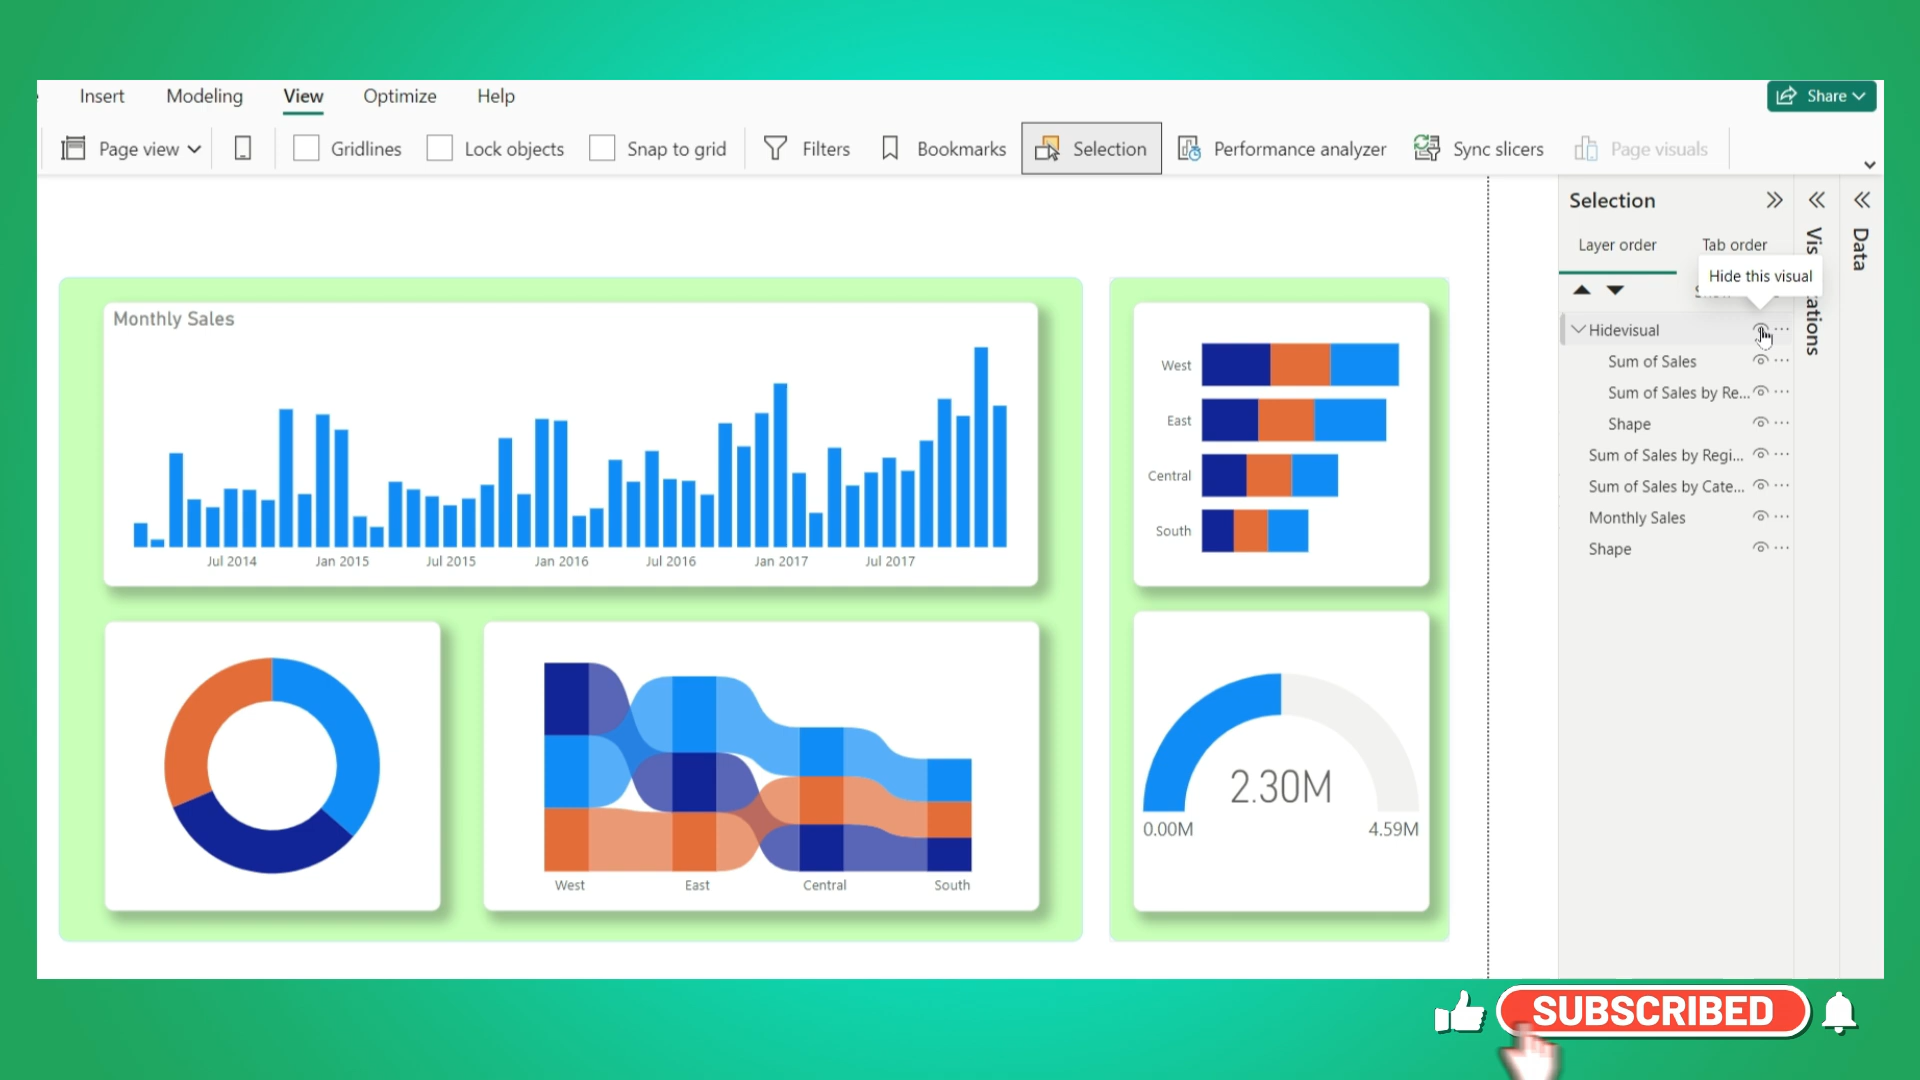 Insert Modeling View Optimize Help Share
Page view Gridlines Lock objects Snap to grid Filters Bookmarks Selection Performance analyzer Sync slicers Page visuals
Selection
Layer order Tab order
Hide this visual
Hidevisual
Sum of Sales
Sum of Sales by Re...
Shape
Sum of Sales by Regi...
Sum of Sales by Cate...
Monthly Sales
Shape
Data
Monthly Sales
Jul 2014 Jan 2015 Jul 2015 Jan 2016 Jul 2016 Jan 2017 Jul 2017
West
East
Central
South
West East Central South
2.30M
0.00M 4.59M
SUBSCRIBED